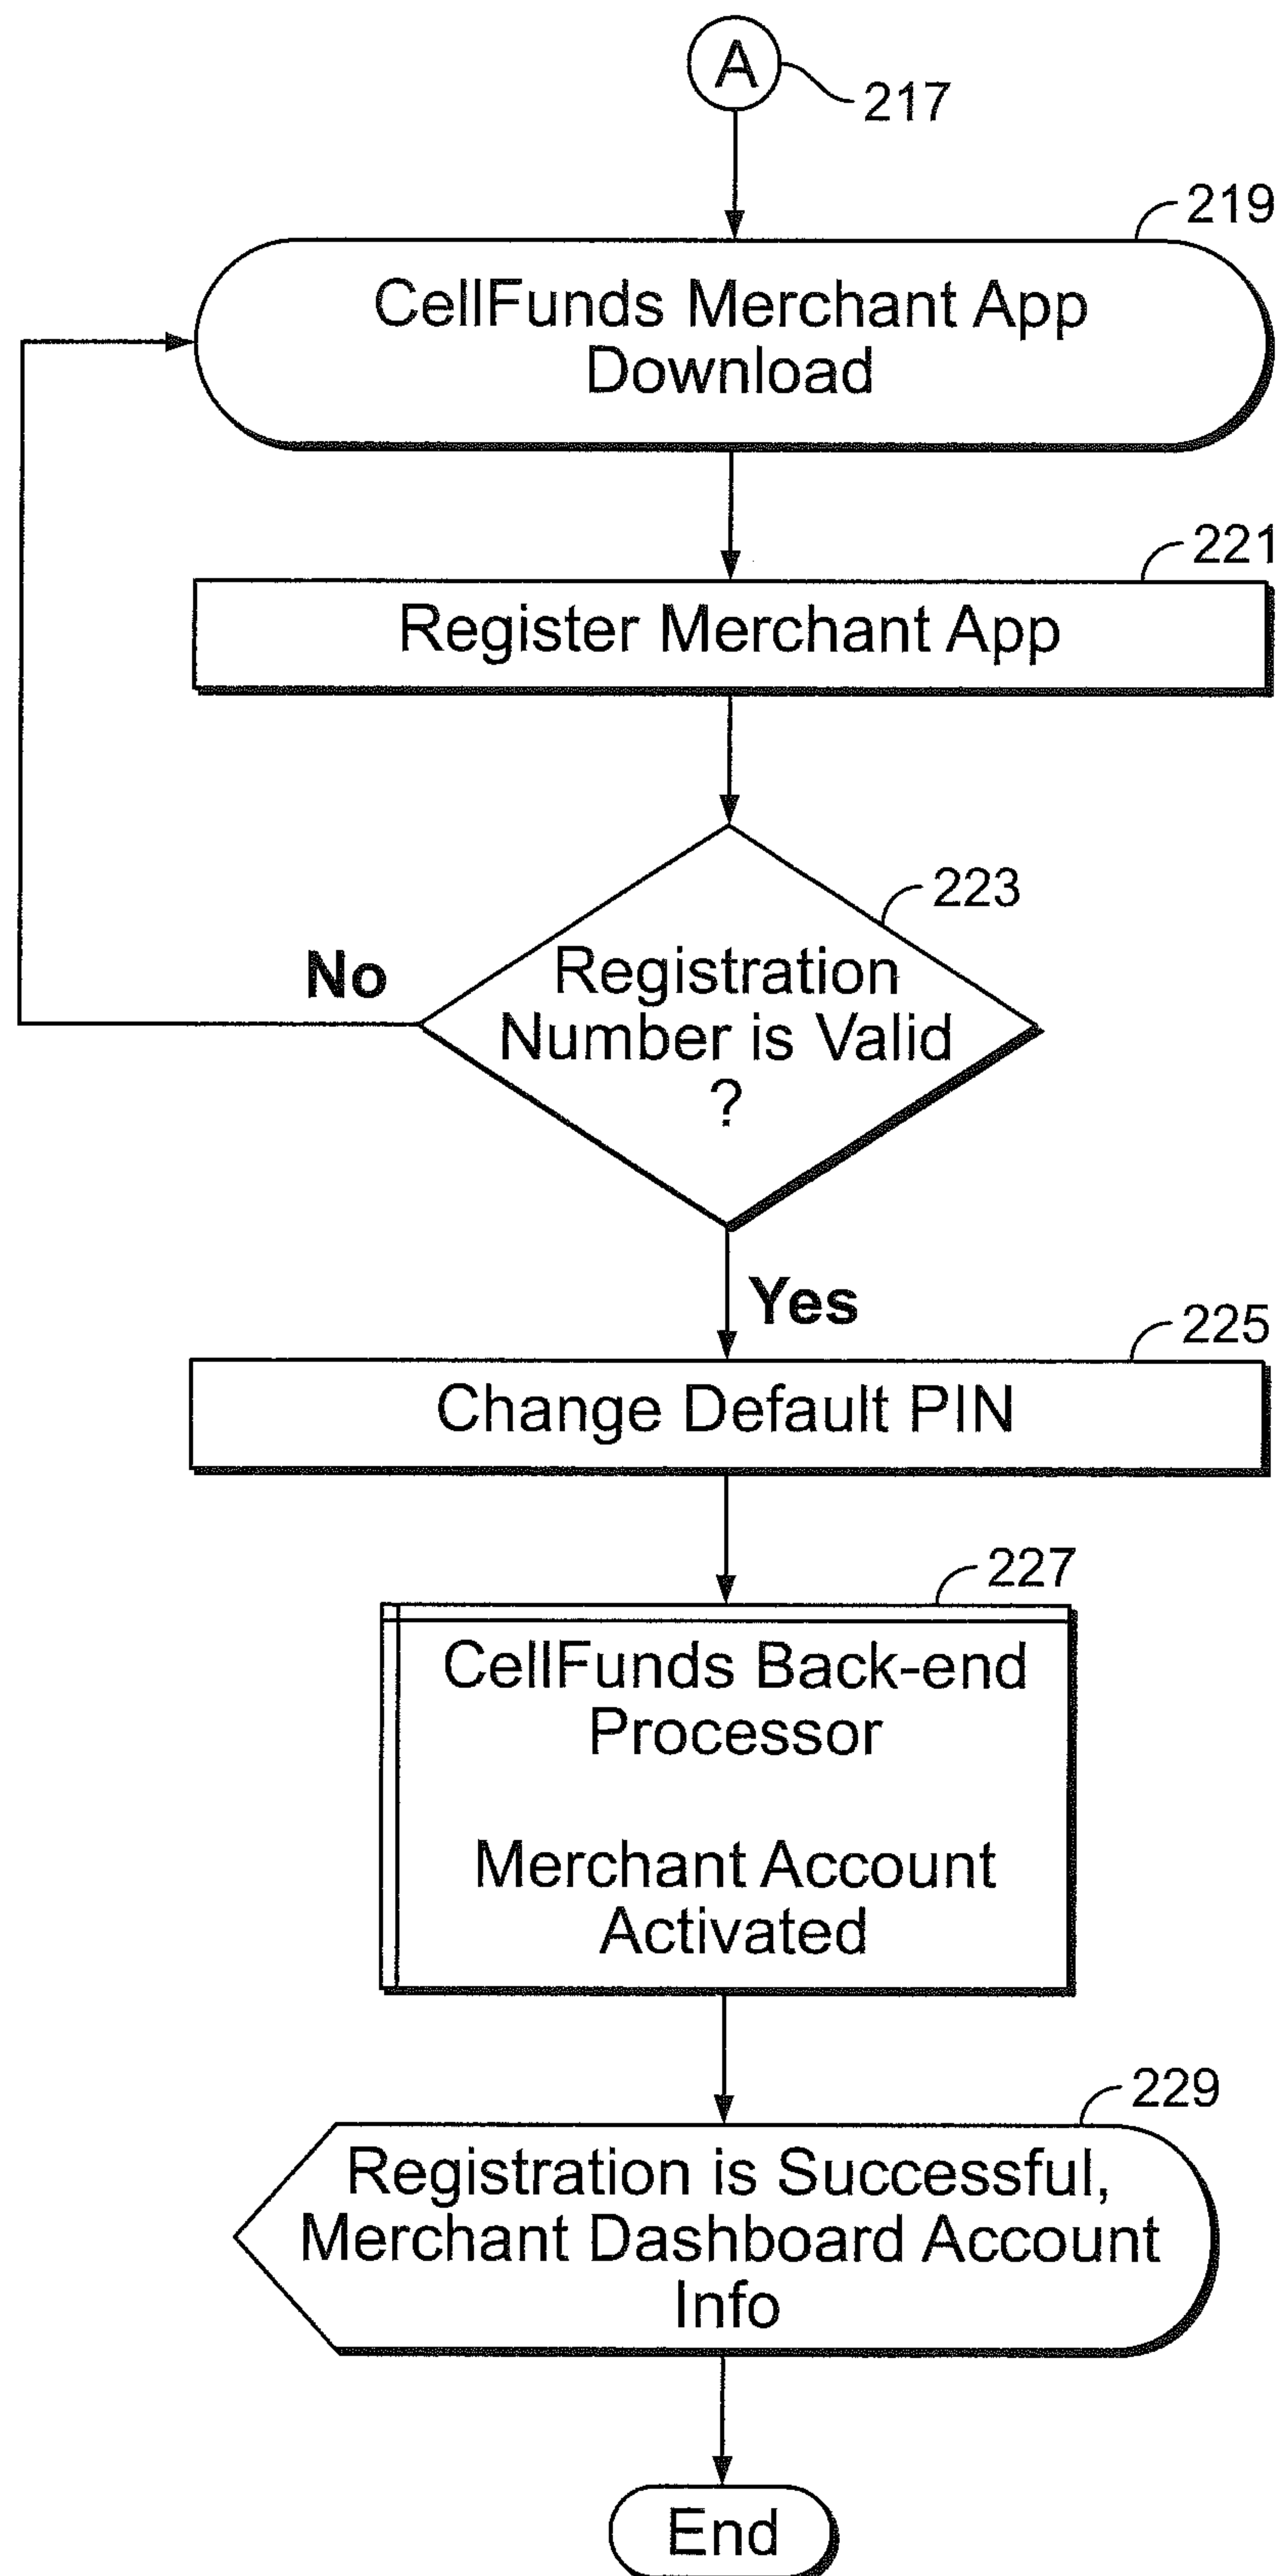 A
217
219
CellFunds Merchant App
Download
221
Register Merchant App
223
No
Registration
Number is Valid
?
Yes
225
Change Default PIN
227
CellFunds Back-end
Processor
Merchant Account
Activated
229
Registration is Successful,
Merchant Dashboard Account
Info
End